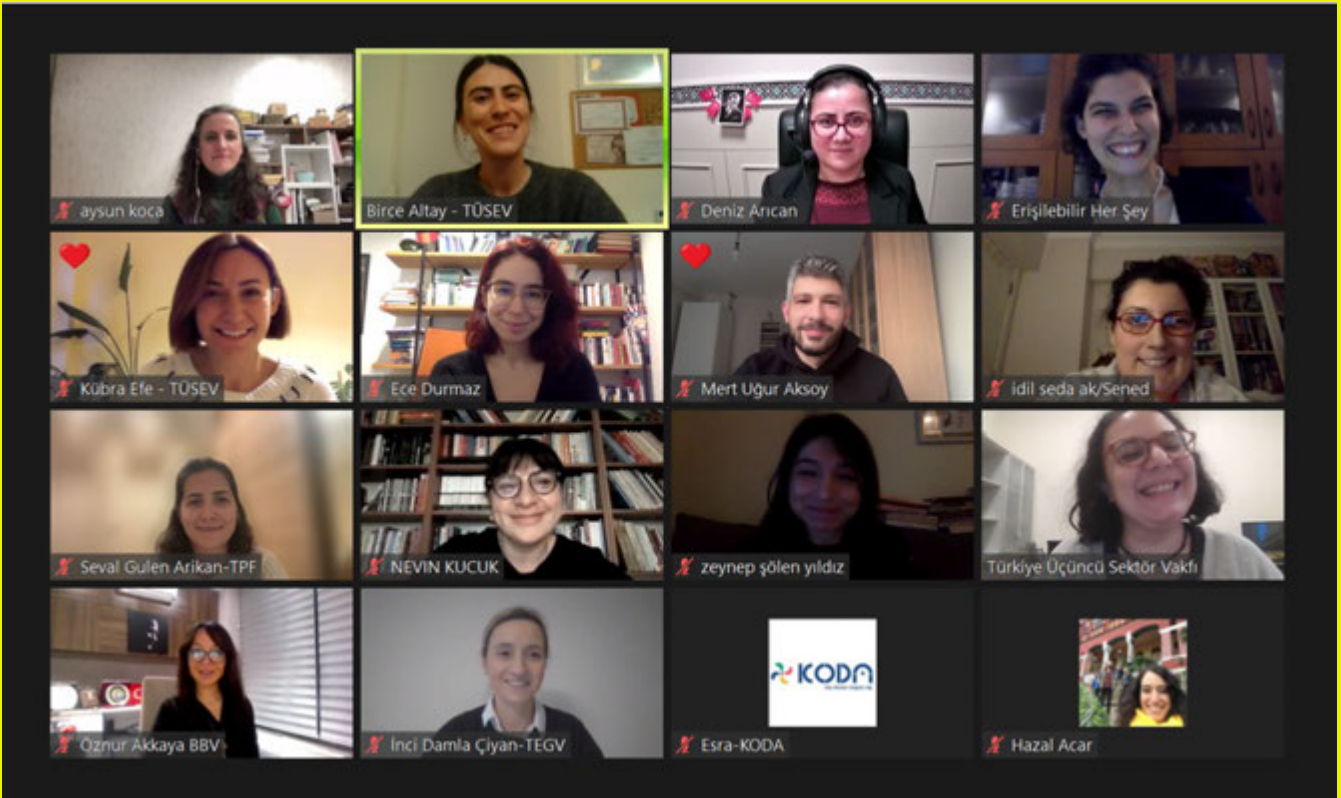 aysun koca
Birce Altay - TÜSEV
Deniz Arıcan
Erişilebilir Her Şey
Kübra Efe - TÜSEV
Ece Durmaz
Mert Uğur Aksoy
idil seda ak/Sened
Seval Gulen Arikan-TPF
NEVIN KUCUK
zeynep şölen yıldız
Türkiye Üçüncü Sektör Vakfı
Öznur Akkaya BBV
İnci Damla Çiyan-TEGV
KODA
Esra-KODA
Hazal Acar